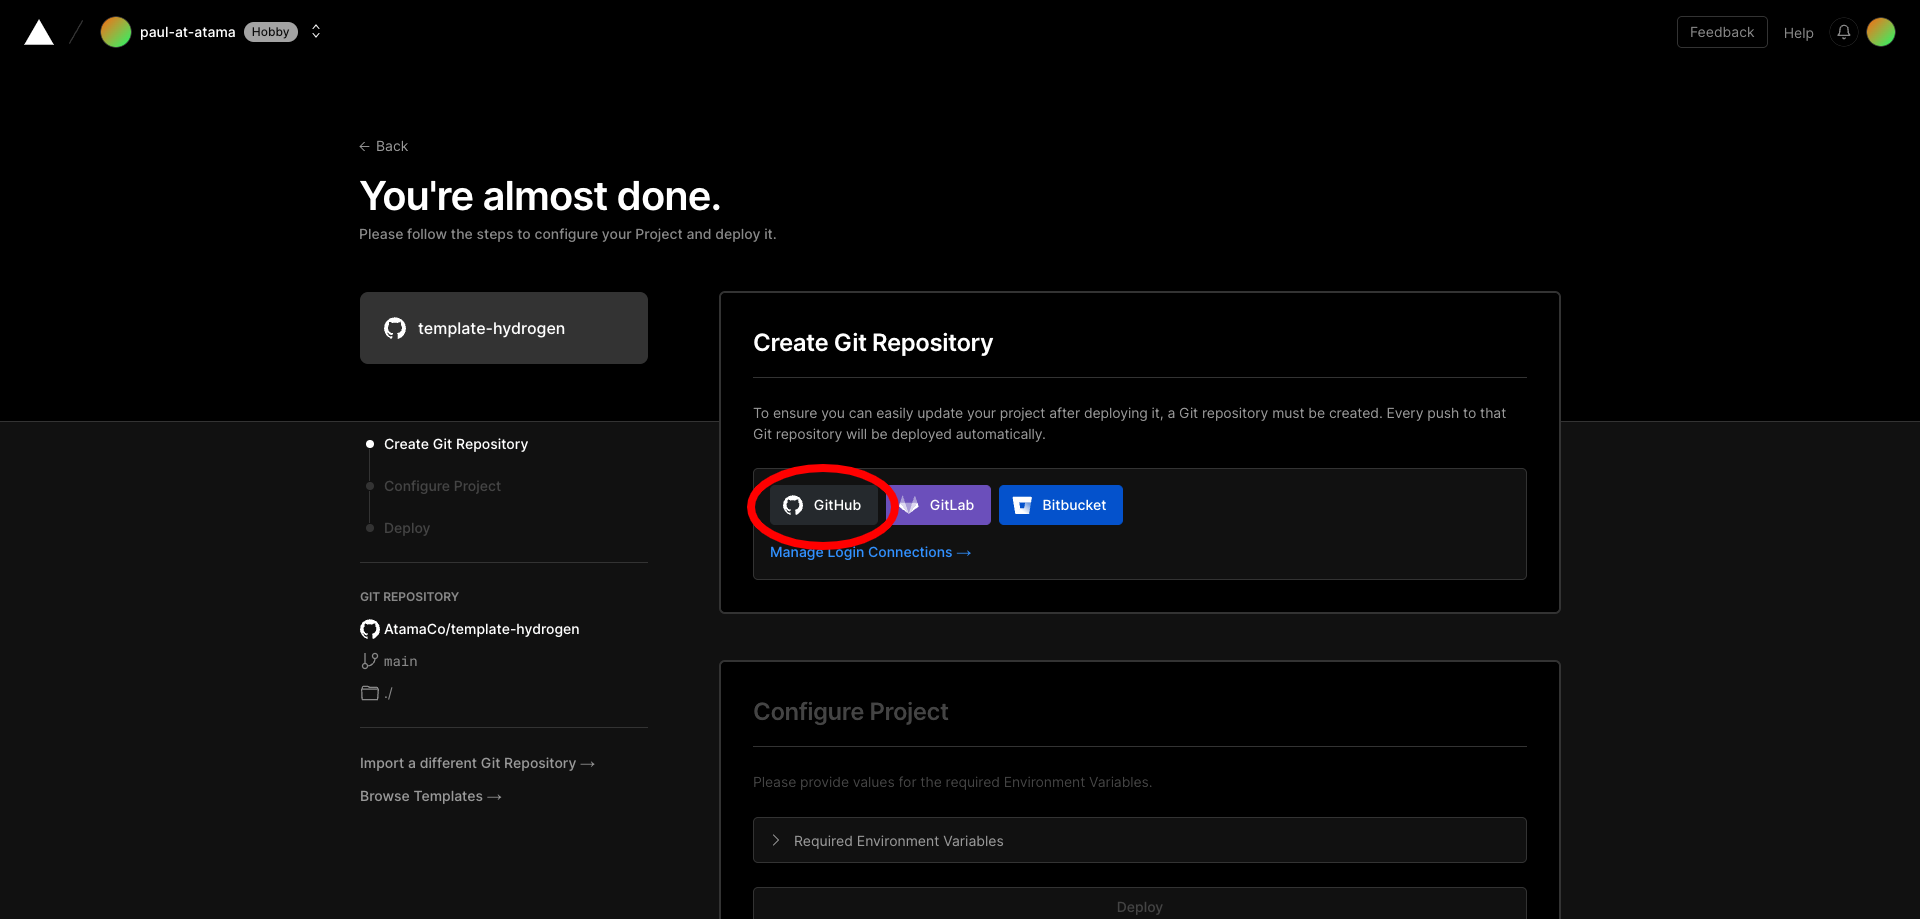 paul-at-atama Hobby
Feedback Help
← Back
You're almost done.
Please follow the steps to configure your Project and deploy it.
template-hydrogen
Create Git Repository
Configure Project
Deploy
GIT REPOSITORY
AtamaCo/template-hydrogen
main
./
Import a different Git Repository →
Browse Templates →
Create Git Repository
To ensure you can easily update your project after deploying it, a Git repository must be created. Every push to that
Git repository will be deployed automatically.
GitHub GitLab Bitbucket
Manage Login Connections →
Configure Project
Please provide values for the required Environment Variables.
Required Environment Variables
Deploy